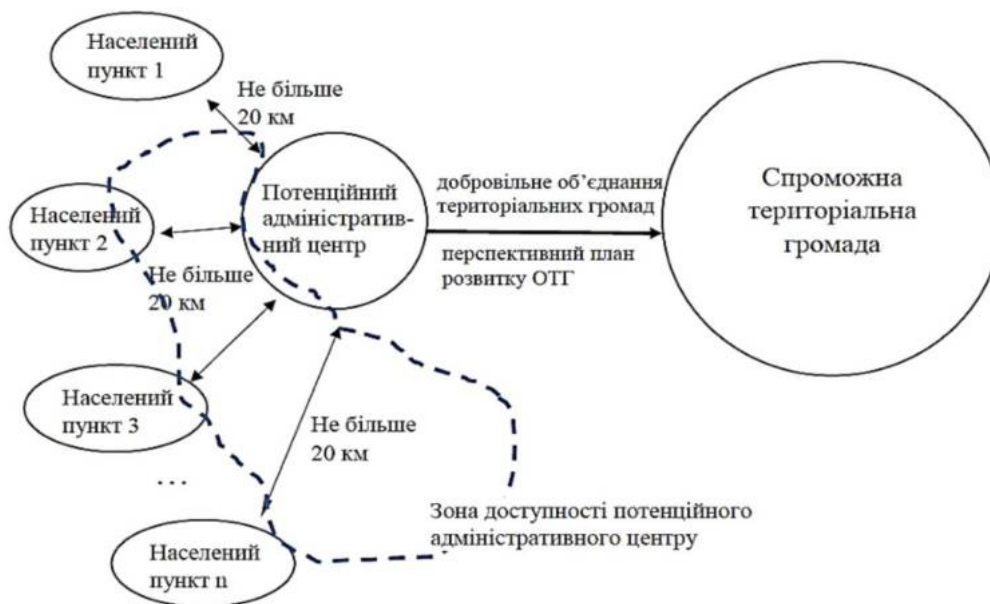 Населений
пункт 1
Не більше
20 км
Потенційний
адміністратив-
ний центр
добровільне об’єднання
територіальних громад
перспективний план
розвитку ОТГ
Спроможна
територіальна
громада
Населений
пункт 2
Не більше
20 км
Населений
пункт 3
Не більше
20 км
...
Зона доступності потенційного
адміністративного центру
Населений
пункт n